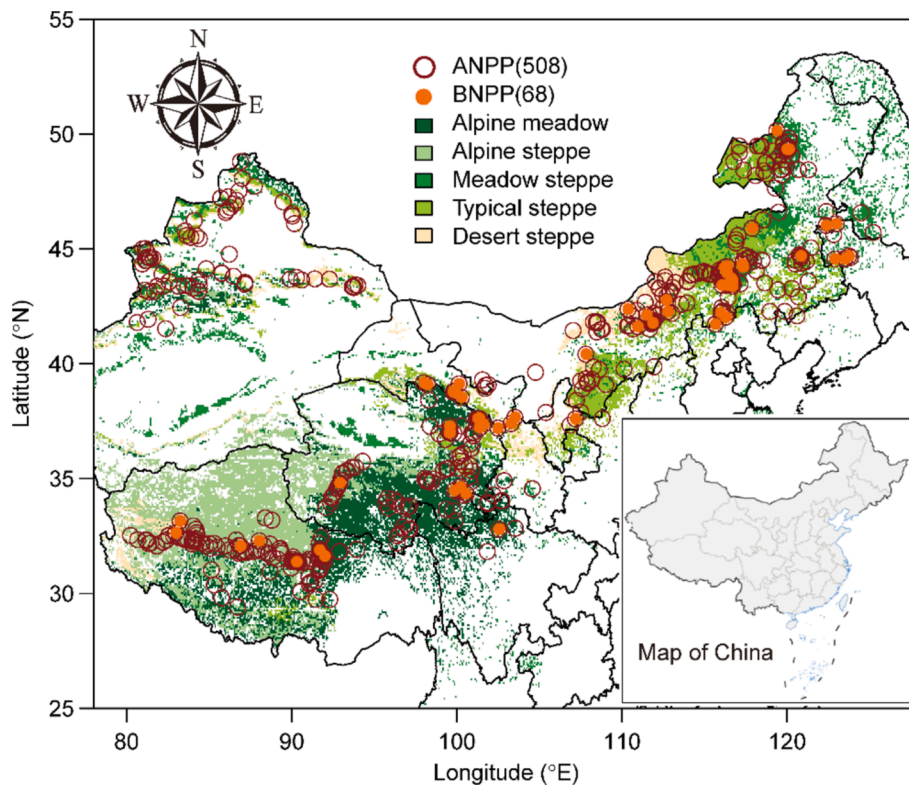 N
W E
S
ANPP(508)
BNPP(68)
Alpine meadow
Alpine steppe
Meadow steppe
Typical steppe
Desert steppe
55
50
45
40
35
30
25
Latitude (°N)
Map of China
80 90 100 110 120
Longitude (°E)